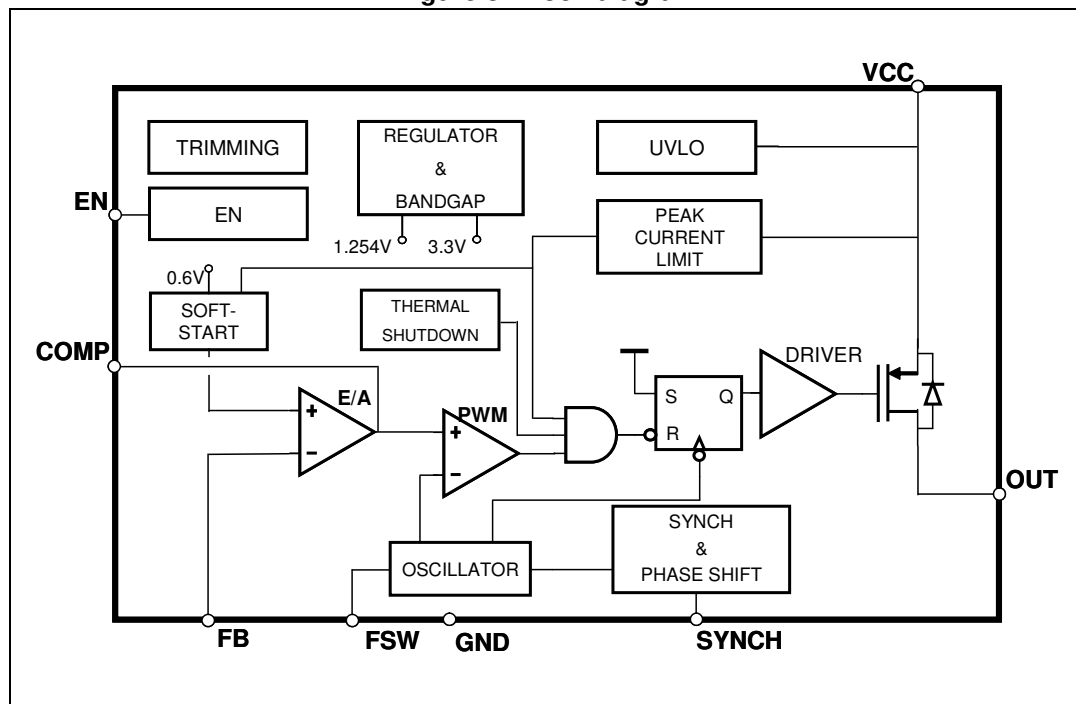 VCC
TRIMMING
REGULATOR
&
BANDGAP
UVLO
EN
EN
PEAK
CURRENT
LIMIT
1.254V
3.3V
0.6V
SOFT-
START
THERMAL
SHUTDOWN
COMP
DRIVER
E/A
+
-
PWM
+
-
S
Q
R
OUT
OSCILLATOR
SYNCH
&
PHASE SHIFT
FB
FSW
GND
SYNCH